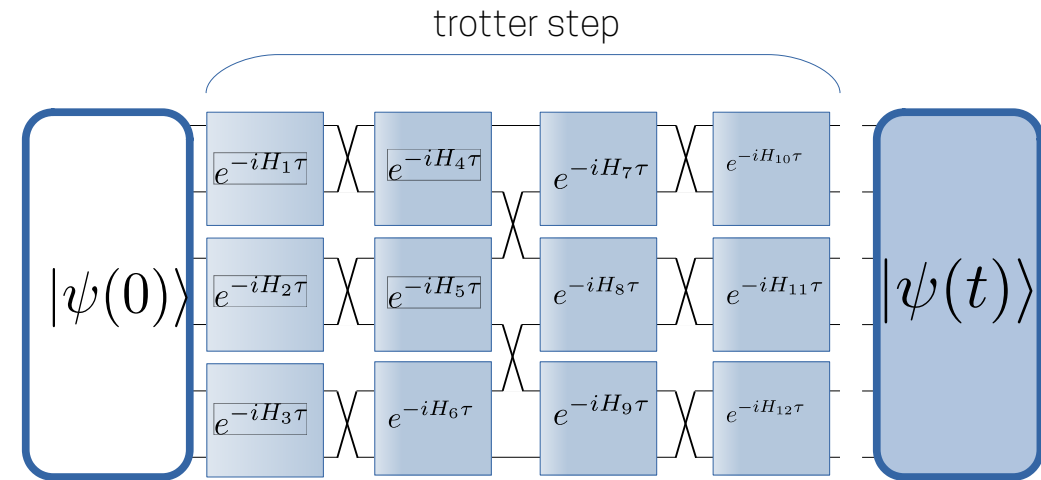 trotter step
e^{-iH_1τ} e^{-iH_4τ} e^{-iH_7τ} e^{-iH_{10}τ}
|ψ(0)⟩ e^{-iH_2τ} e^{-iH_5τ} e^{-iH_8τ} e^{-iH_{11}τ} |ψ(t)⟩
e^{-iH_3τ} e^{-iH_6τ} e^{-iH_9τ} e^{-iH_{12}τ}